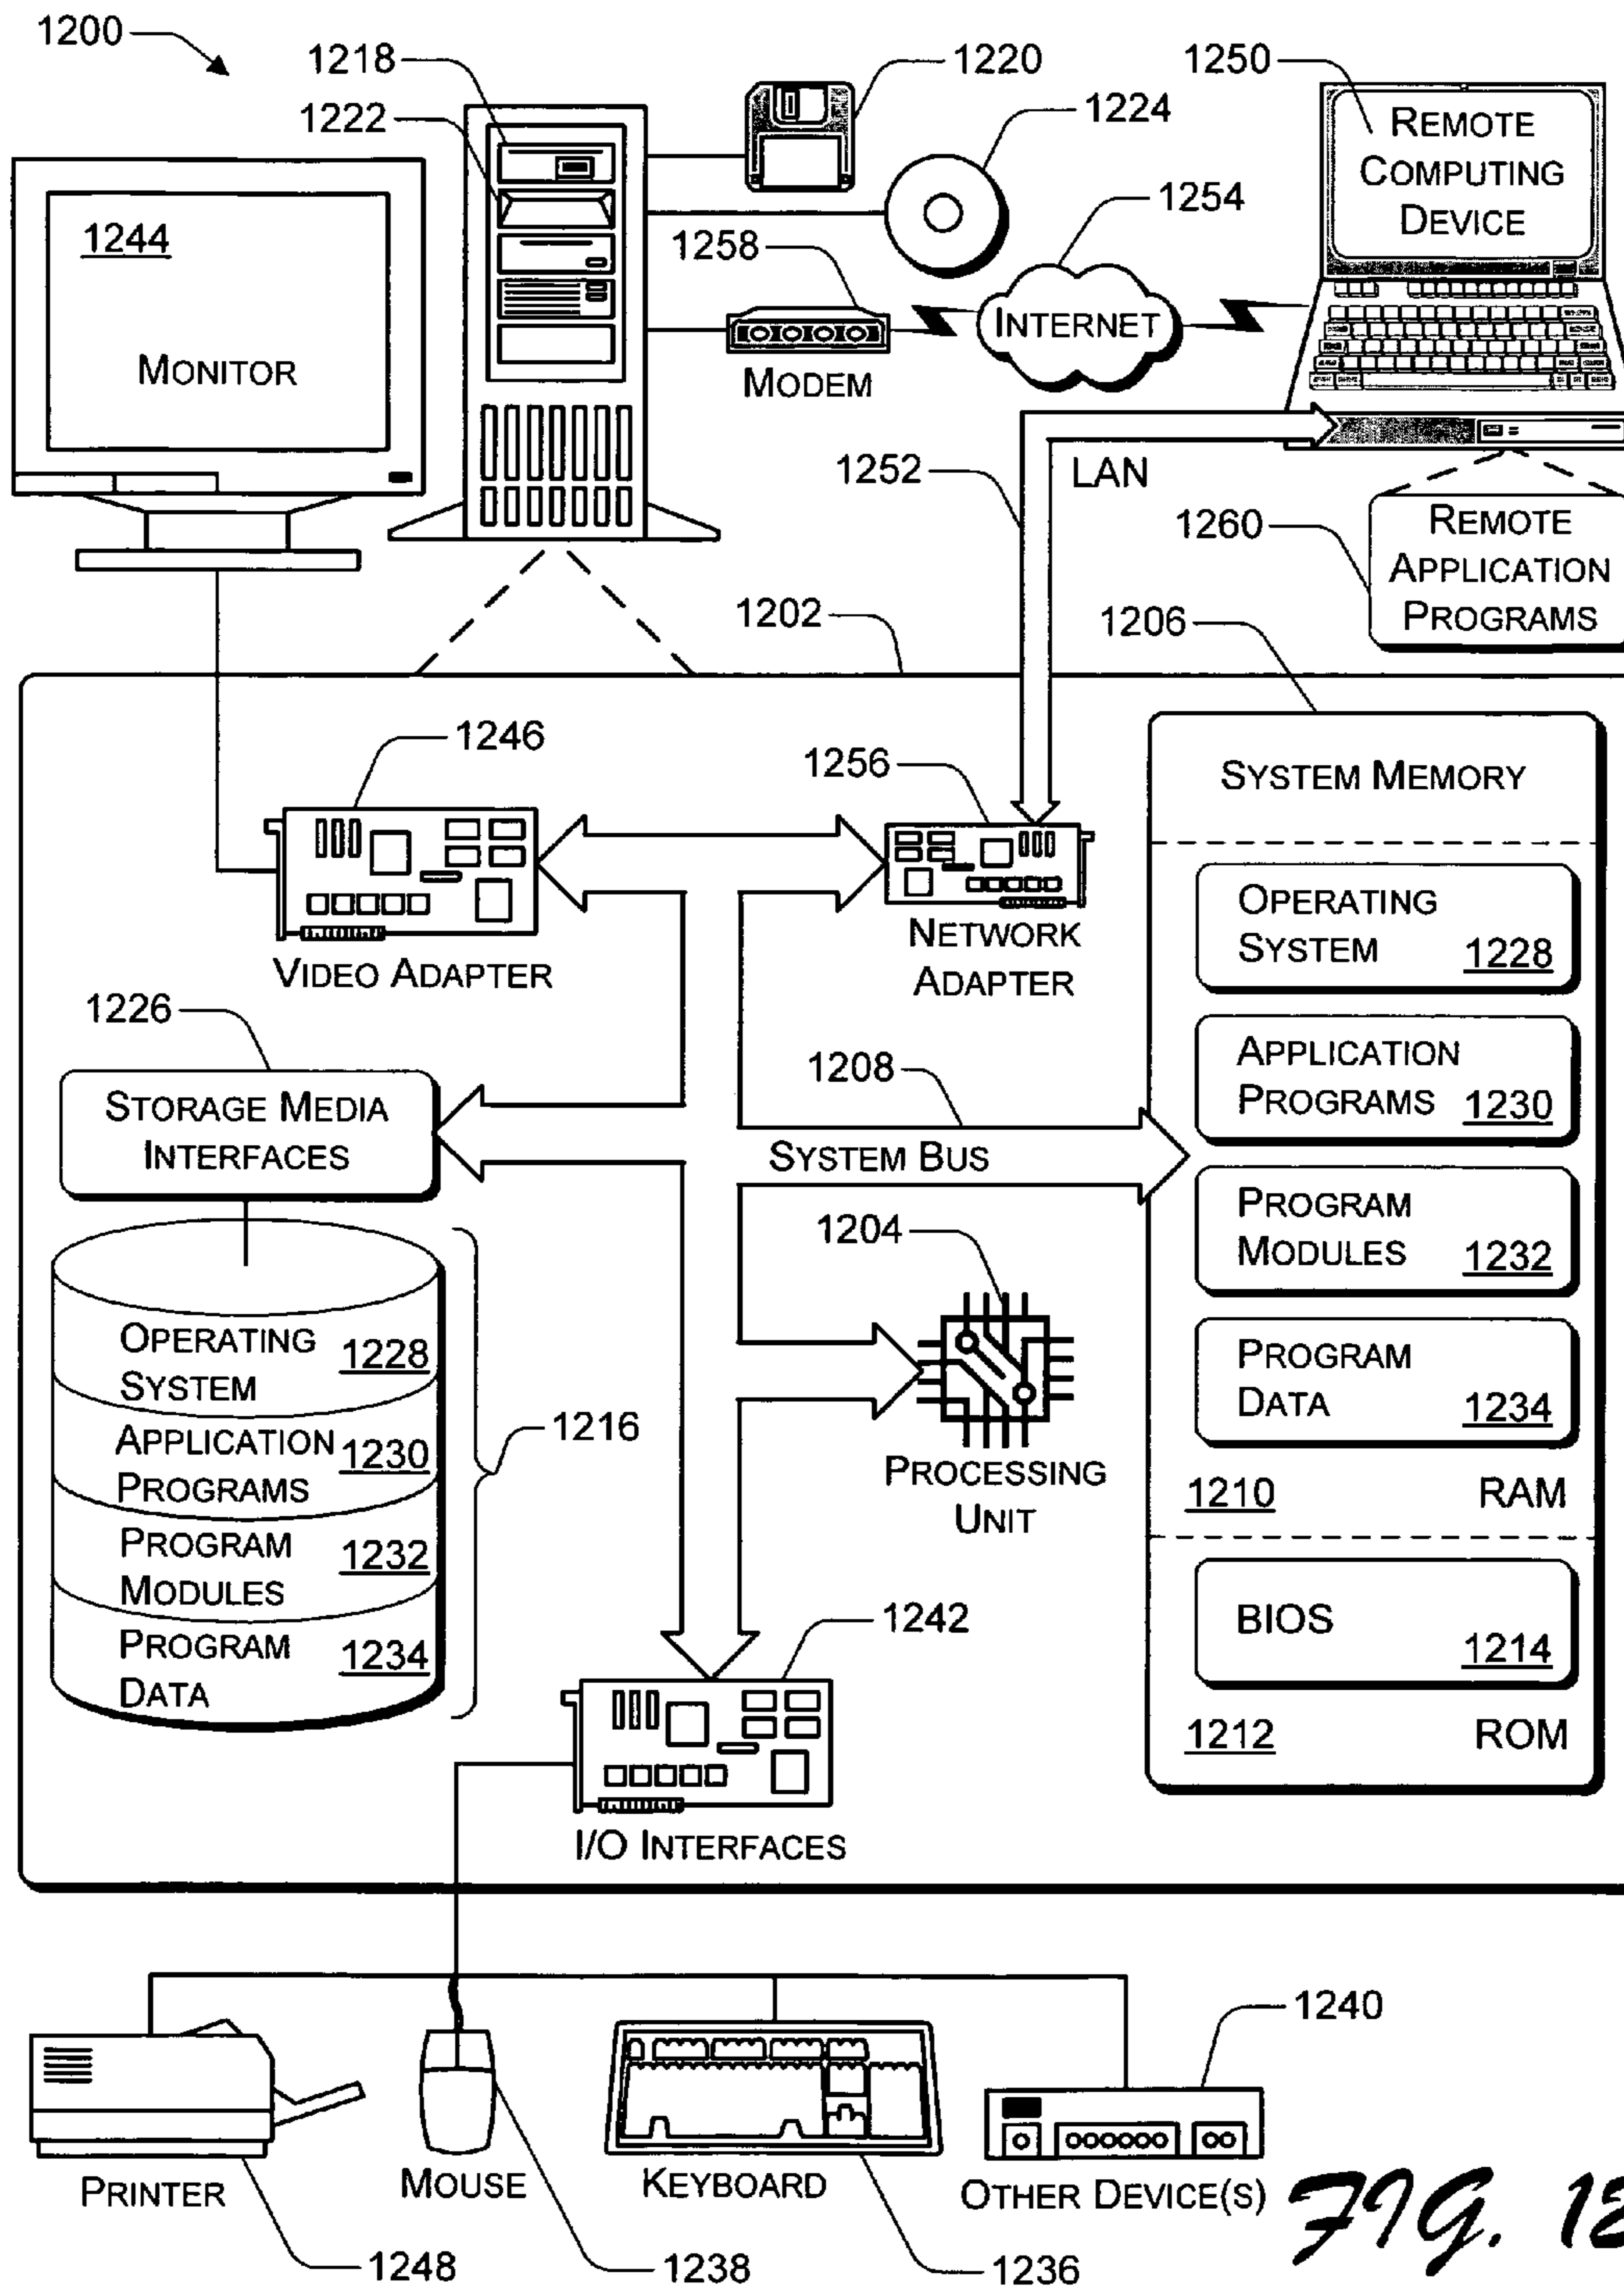 1200
1218
1222
1220
1224
1250
REMOTE
COMPUTING
DEVICE
1254
1258
1244
MONITOR
INTERNET
MODEM
1252
LAN
1260
REMOTE
APPLICATION
PROGRAMS
1202
1206
1246
1256
SYSTEM MEMORY
VIDEO ADAPTER
NETWORK
ADAPTER
OPERATING
SYSTEM 1228
1226
STORAGE MEDIA
INTERFACES
1208
SYSTEM BUS
APPLICATION
PROGRAMS 1230
PROGRAM
MODULES 1232
1204
PROCESSING
UNIT
PROGRAM
DATA 1234
1210 RAM
OPERATING
SYSTEM 1228
APPLICATION
PROGRAMS 1230
PROGRAM
MODULES 1232
PROGRAM
DATA 1234
1216
BIOS
1214
1212 ROM
1242
I/O INTERFACES
1240
PRINTER
MOUSE
KEYBOARD
OTHER DEVICE(S)
1248
1238
1236
FIG. 12